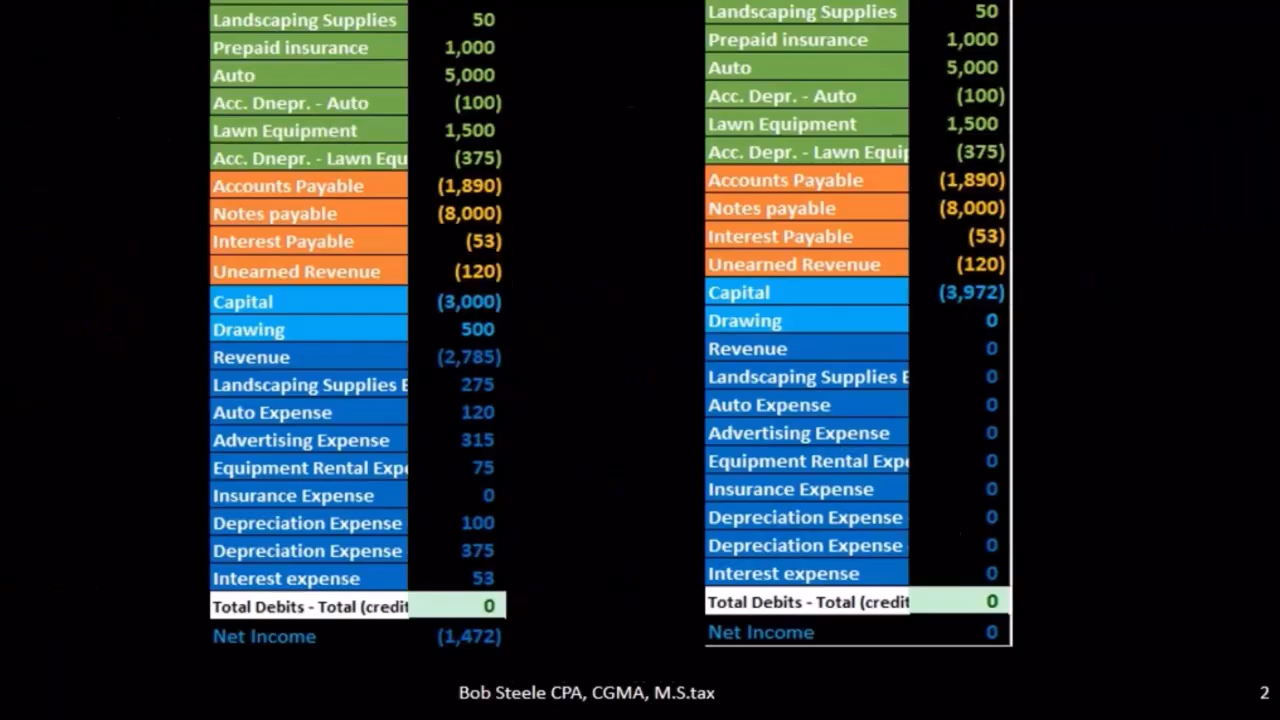 Landscaping Supplies 50
Prepaid insurance 1,000
Auto 5,000
Acc. Dnepr. - Auto (100)
Lawn Equipment 1,500
Acc. Dnepr. - Lawn Equ (375)
Accounts Payable (1,890)
Notes payable (8,000)
Interest Payable (53)
Unearned Revenue (120)
Capital (3,000)
Drawing 500
Revenue (2,785)
Landscaping Supplies E 275
Auto Expense 120
Advertising Expense 315
Equipment Rental Expe 75
Insurance Expense 0
Depreciation Expense 100
Depreciation Expense 375
Interest expense 53
Total Debits - Total (credit 0
Net Income (1,472)
Landscaping Supplies 50
Prepaid insurance 1,000
Auto 5,000
Acc. Depr. - Auto (100)
Lawn Equipment 1,500
Acc. Depr. - Lawn Equip (375)
Accounts Payable (1,890)
Notes payable (8,000)
Interest Payable (53)
Unearned Revenue (120)
Capital (3,972)
Drawing 0
Revenue 0
Landscaping Supplies E 0
Auto Expense 0
Advertising Expense 0
Equipment Rental Expe 0
Insurance Expense 0
Depreciation Expense 0
Depreciation Expense 0
Interest expense 0
Total Debits - Total (credit 0
Net Income 0
Bob Steele CPA, CGMA, M.S.tax
2